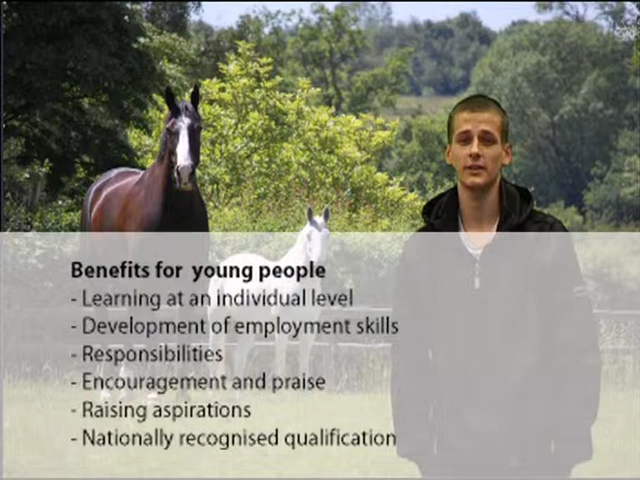 Benefits for young people
- Learning at an individual level
- Development of employment skills
- Responsibilities
- Encouragement and praise
- Raising aspirations
- Nationally recognised qualification